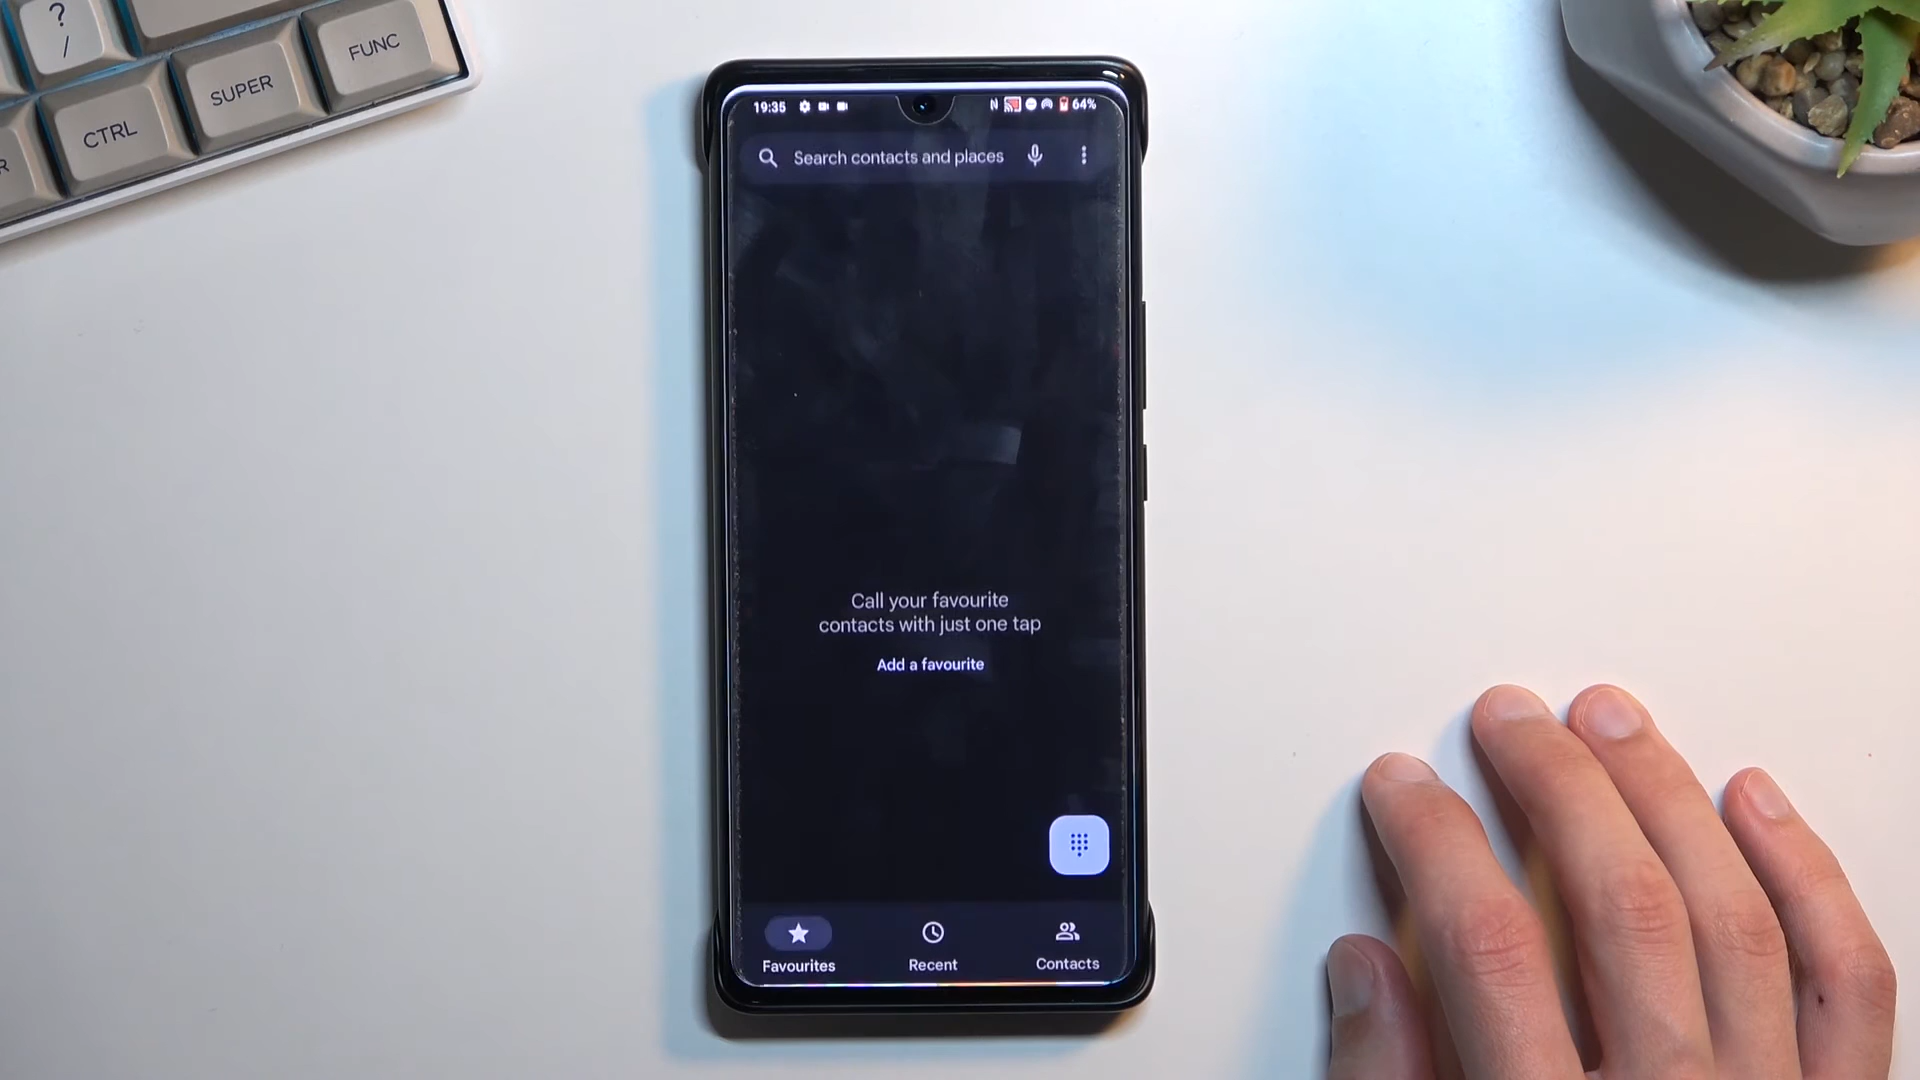 ?
/
FUNC
SUPER
CTRL
R
19:35
N
64%
Search contacts and places
Call your favourite
contacts with just one tap
Add a favourite
Favourites
Recent
Contacts